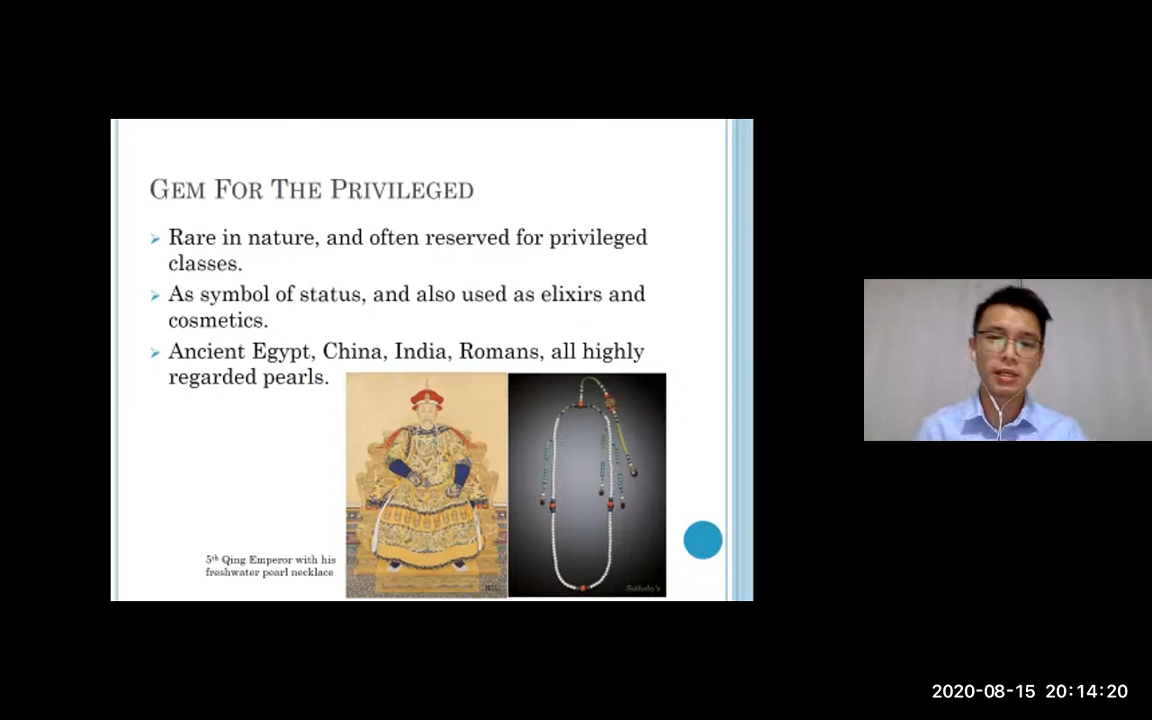 GEM FOR THE PRIVILEGED
Rare in nature, and often reserved for privileged
classes.
As symbol of status, and also used as elixirs and
cosmetics.
Ancient Egypt, China, India, Romans, all highly
regarded pearls.
5th Qing Emperor with his
freshwater pearl necklace
Sotheby's
2020-08-15 20:14:20